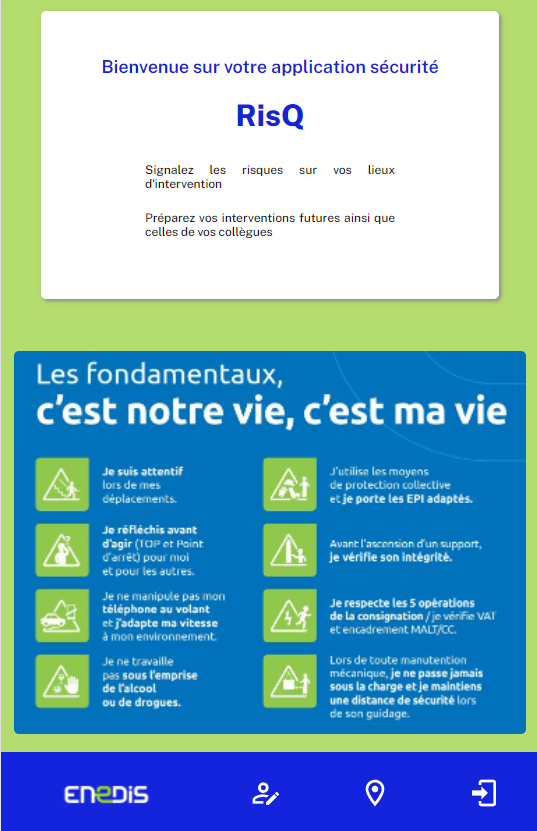 Bienvenue sur votre application sécurité
RisQ
Signalez les risques sur vos lieux
d'intervention
Préparez vos interventions futures ainsi que
celles de vos collègues
Les fondamentaux,
c'est notre vie, c'est ma vie
Je suis attentif
lors de mes
déplacements.
Je réfléchis avant
d'agir (TOP et Point
d'arrêt) pour moi
et pour les autres.
Je ne manipule pas mon
téléphone au volant
et j'adapte ma vitesse
à mon environnement.
Je ne travaille
pas sous l'emprise
de l'alcool
ou de drogues.
J'utilise les moyens
de protection collective
et je porte les EPI adaptés.
Avant l'ascension d'un support,
je vérifie son intégrité.
Je respecte les 5 opérations
de la consignation / je vérifie VAT
et encadrement MALT/CC.
Lors de toute manutention
mécanique, je ne passe jamais
sous la charge et je maintiens
une distance de sécurité lors
de son guidage.
ENEDIS